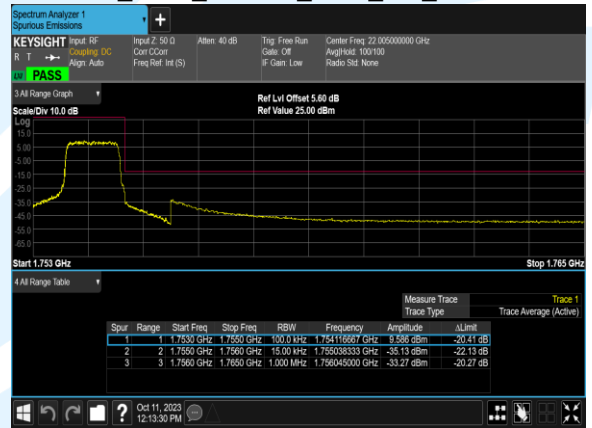 Spectrum Analyzer 1
Spurious Emissions
KEYSIGHT Input: RF Input Z: 50 Ω Atten: 40 dB Trig: Free Run Center Freq: 22.005000000 GHz
R T Coupling: DC Corr CCorr Gate: Off Avg|Hold: 100/100
Align: Auto Freq Ref: Int (S) IF Gain: Low Radio Std: None
PASS
3 All Range Graph
Ref Lvl Offset 5.60 dB
Scale/Div 10.0 dB Ref Value 25.00 dBm
Log
15.0
5.00
-5.00
-15.0
-25.0
-35.0
-45.0
-55.0
-65.0
Start 1.753 GHz Stop 1.765 GHz
4 All Range Table
Measure Trace Trace 1
Trace Type Trace Average (Active)
Spur Range Start Freq Stop Freq RBW Frequency Amplitude ΔLimit
1 1 1.7530 GHz 1.7550 GHz 100.0 kHz 1.754116667 GHz 9.586 dBm -20.41 dB
2 2 1.7550 GHz 1.7560 GHz 15.00 kHz 1.755038333 GHz -35.13 dBm -22.13 dB
3 3 1.7560 GHz 1.7650 GHz 1.000 MHz 1.756045000 GHz -33.27 dBm -20.27 dB
Oct 11, 2023
12:13:30 PM